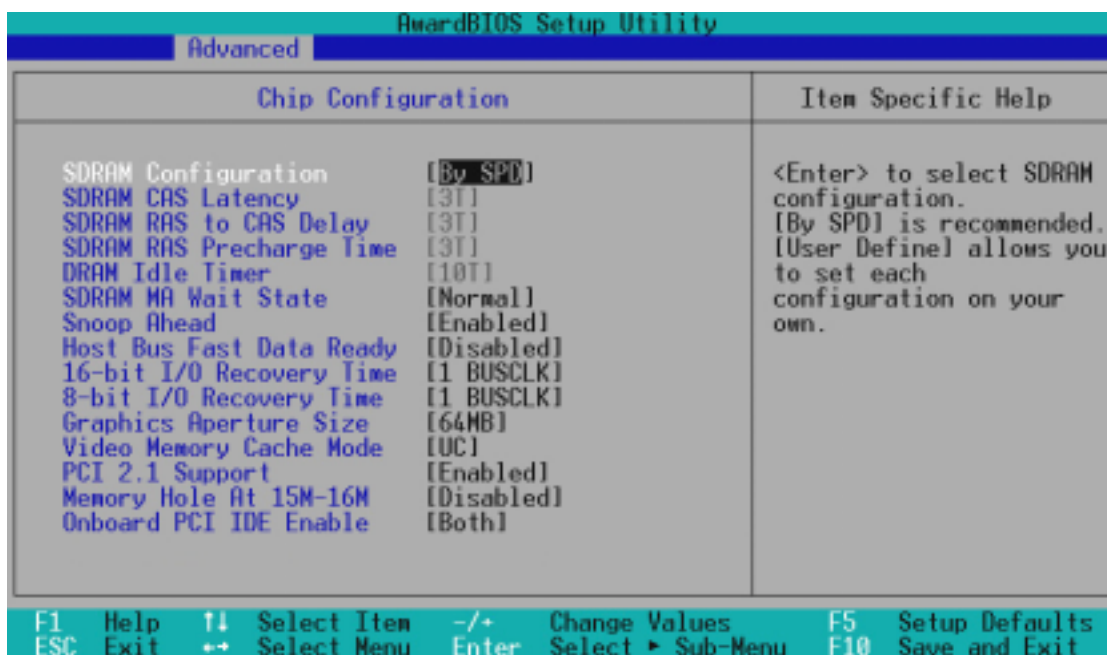 AwardBIOS Setup Utility
Advanced
Chip Configuration
Item Specific Help
SDRAM Configuration [By SPD]
SDRAM CAS Latency [3T]
SDRAM RAS to CAS Delay [3T]
SDRAM RAS Precharge Time [3T]
DRAM Idle Timer [10T]
SDRAM MA Wait State [Normal]
Snoop Ahead [Enabled]
Host Bus Fast Data Ready [Disabled]
16-bit I/O Recovery Time [1 BUSCLK]
8-bit I/O Recovery Time [1 BUSCLK]
Graphics Aperture Size [64MB]
Video Memory Cache Mode [UC]
PCI 2.1 Support [Enabled]
Memory Hole At 15M-16M [Disabled]
Onboard PCI IDE Enable [Both]
<Enter> to select SDRAM
configuration.
[By SPD] is recommended.
[User Define] allows you
to set each
configuration on your
own.
F1 Help ↑↓ Select Item -/+ Change Values F5 Setup Defaults
ESC Exit ←→ Select Menu Enter Select ► Sub-Menu F10 Save and Exit